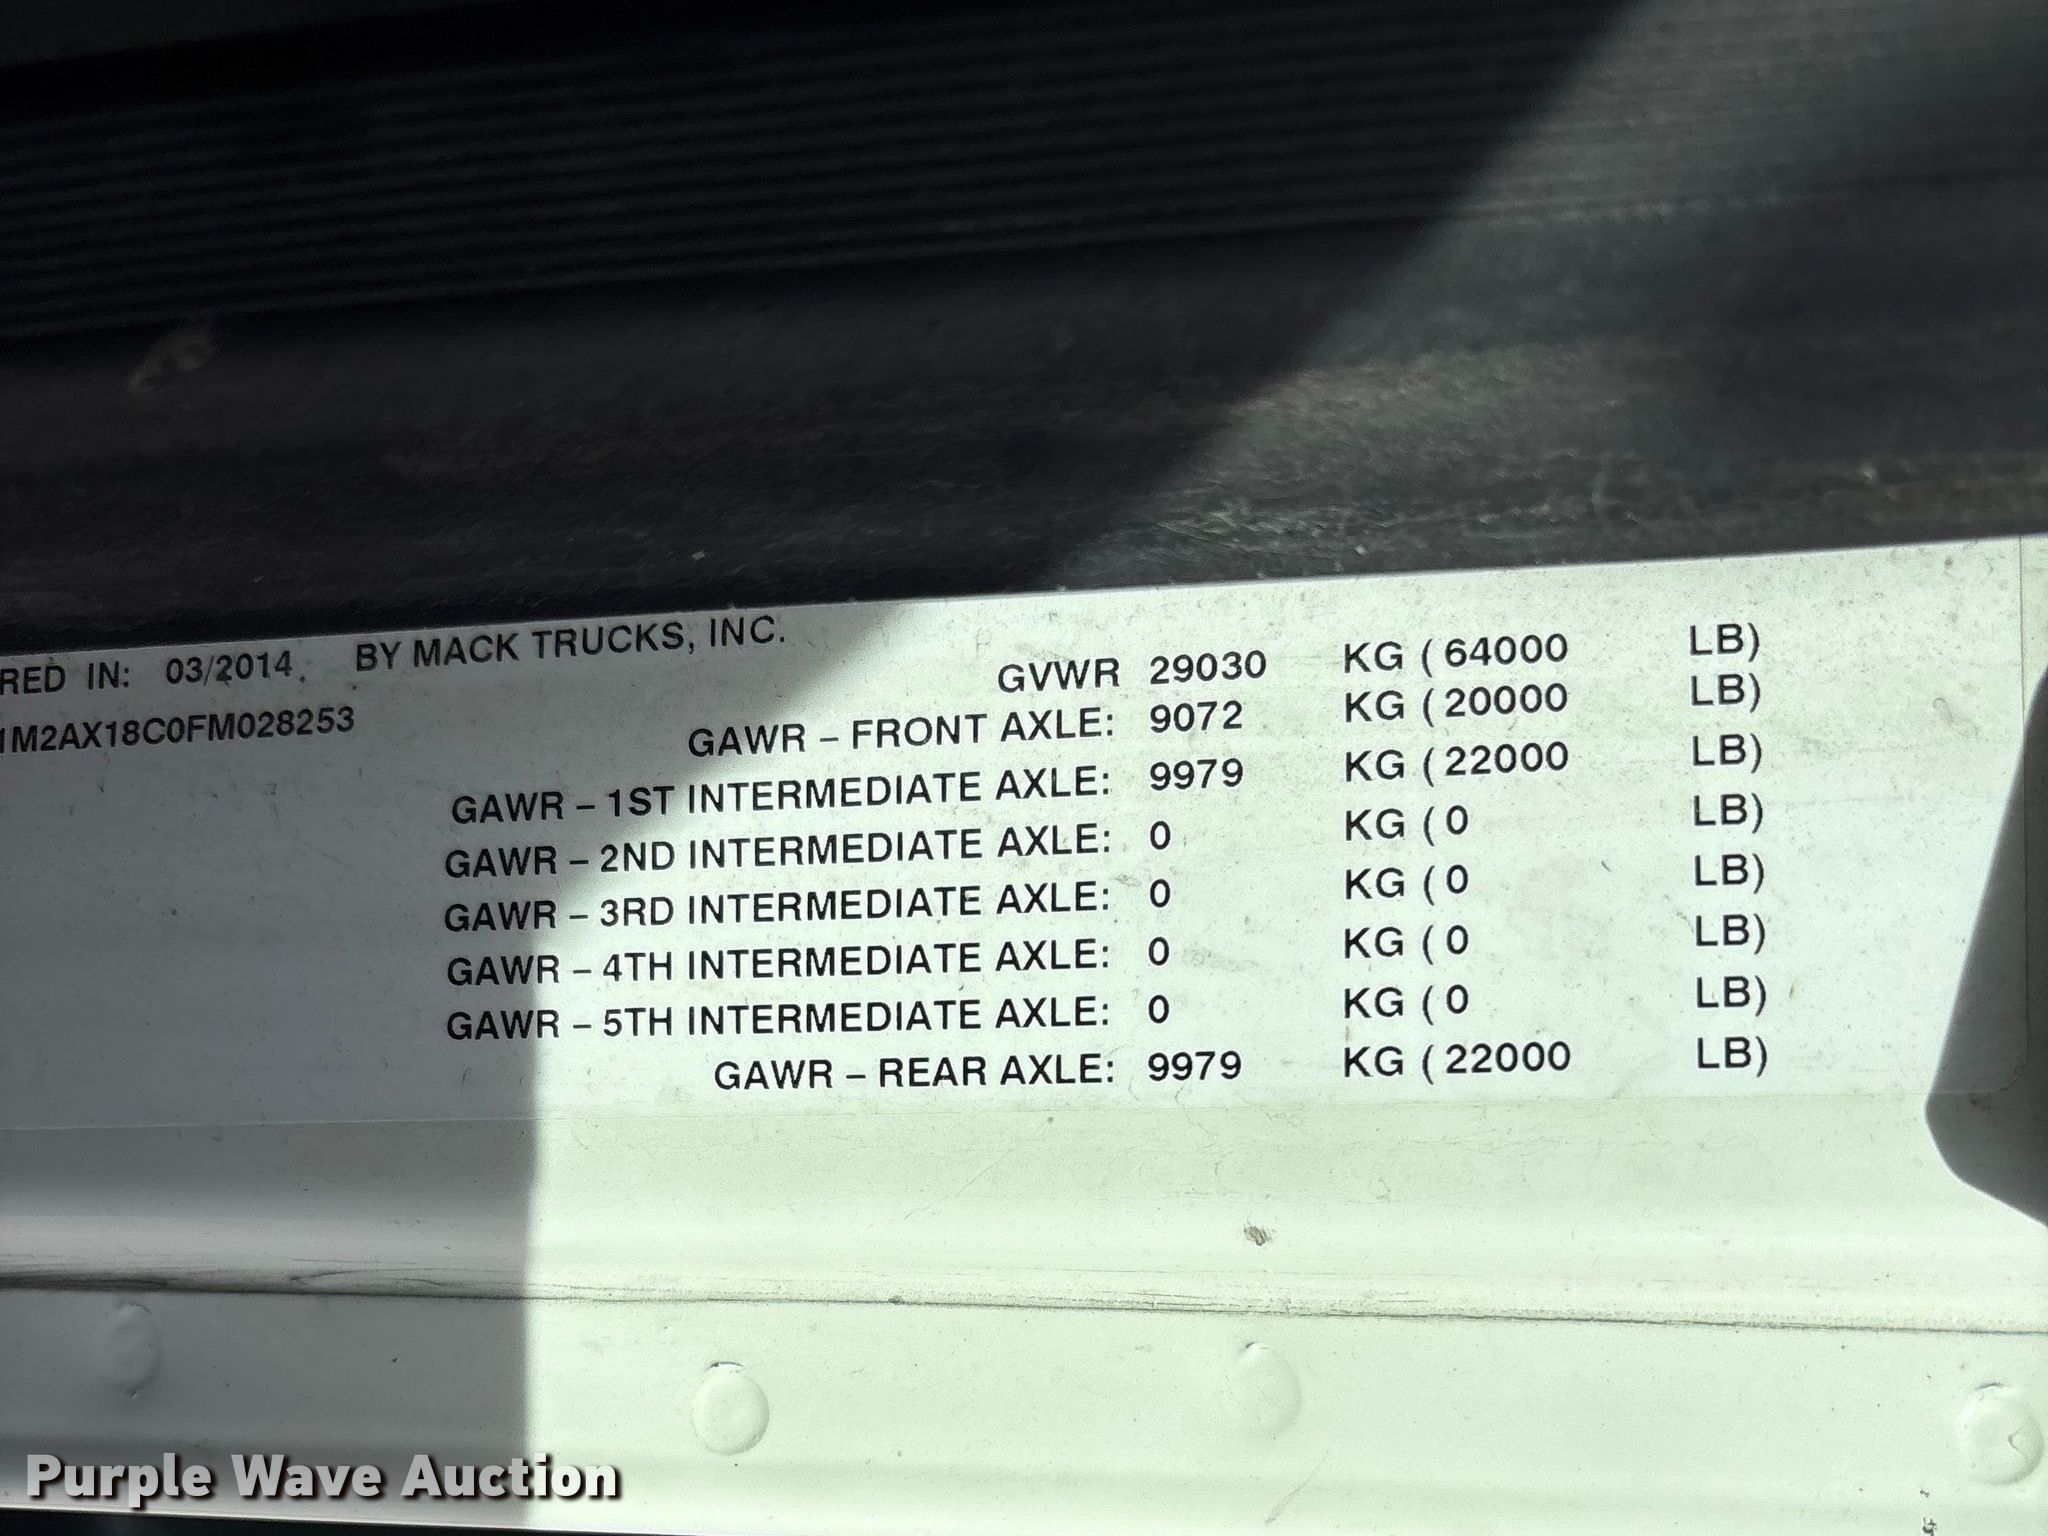 RED IN: 03/2014. BY MACK TRUCKS, INC.
1M2AX18C0FM028253
GVWR 29030 KG ( 64000 LB)
GAWR – FRONT AXLE: 9072 KG ( 20000 LB)
GAWR – 1ST INTERMEDIATE AXLE: 9979 KG ( 22000 LB)
GAWR – 2ND INTERMEDIATE AXLE: 0 KG ( 0 LB)
GAWR – 3RD INTERMEDIATE AXLE: 0 KG ( 0 LB)
GAWR – 4TH INTERMEDIATE AXLE: 0 KG ( 0 LB)
GAWR – 5TH INTERMEDIATE AXLE: 0 KG ( 0 LB)
GAWR – REAR AXLE: 9979 KG ( 22000 LB)
Purple Wave Auction